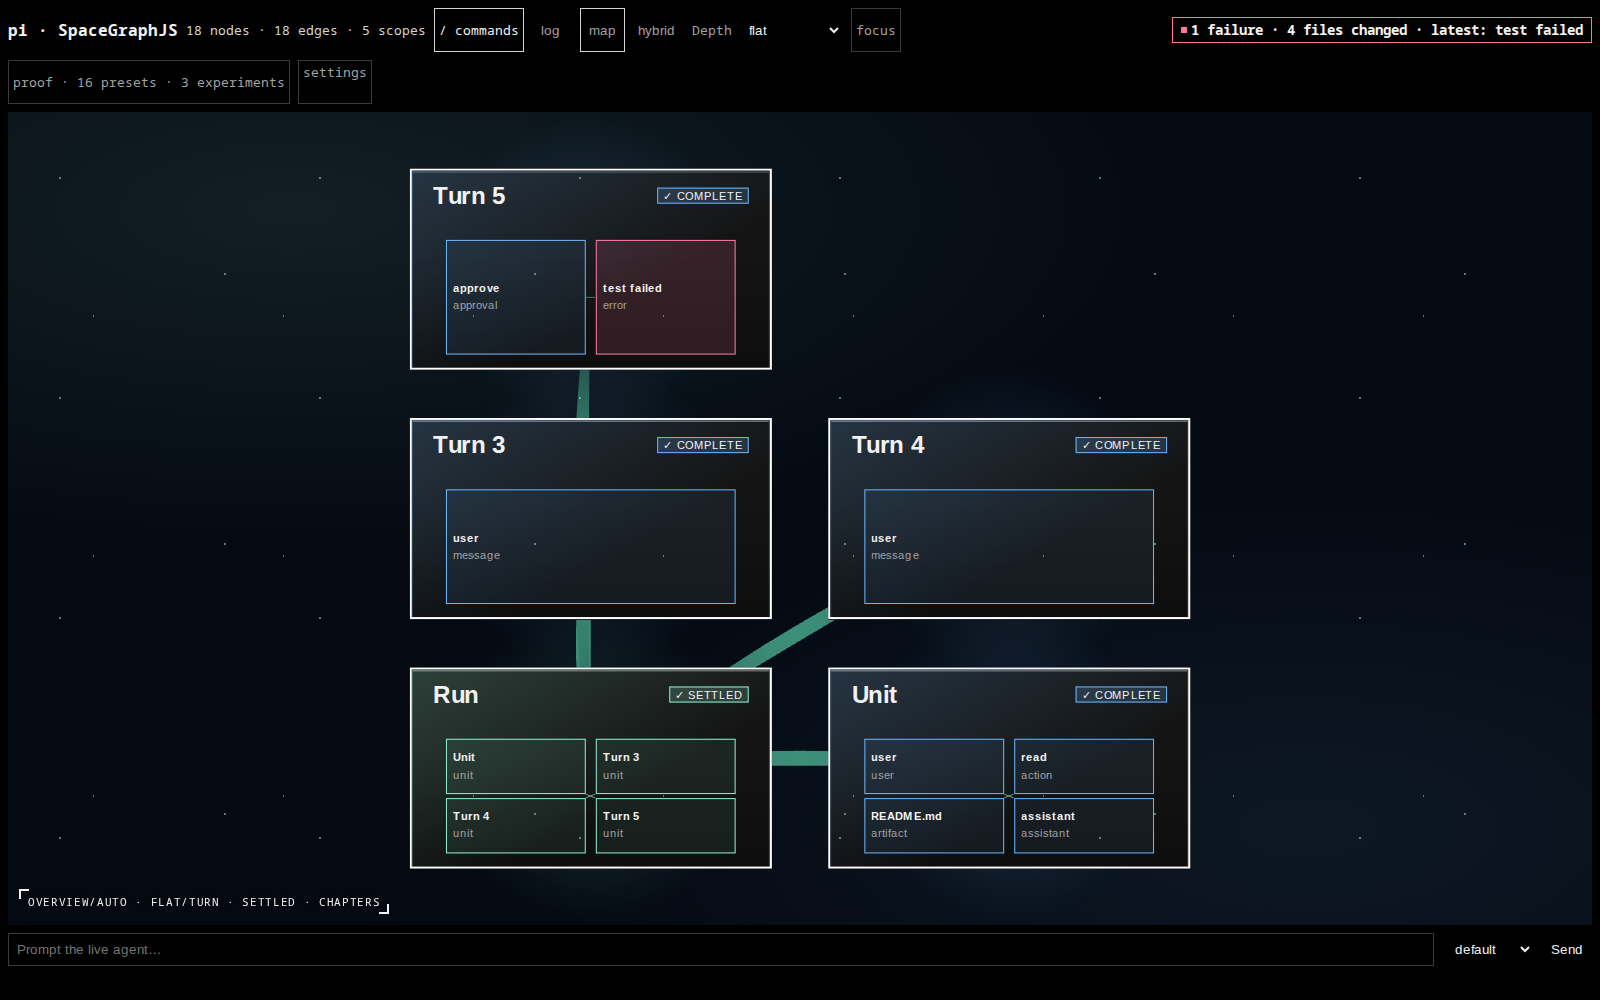 pi · SpaceGraphJS 18 nodes · 18 edges · 5 scopes / commands log map hybrid Depth flat focus 1 failure · 4 files changed · latest: test failed
proof · 16 presets · 3 experiments settings
Turn 5 ✓ COMPLETE
approve test failed
approval error
Turn 3 ✓ COMPLETE Turn 4 ✓ COMPLETE
user user
message message
Run ✓ SETTLED Unit ✓ COMPLETE
Unit Turn 3 user read
unit unit user action
Turn 4 Turn 5 README.md assistant
unit unit artifact assistant
OVERVIEW/AUTO · FLAT/TURN · SETTLED · CHAPTERS
Prompt the live agent… default Send